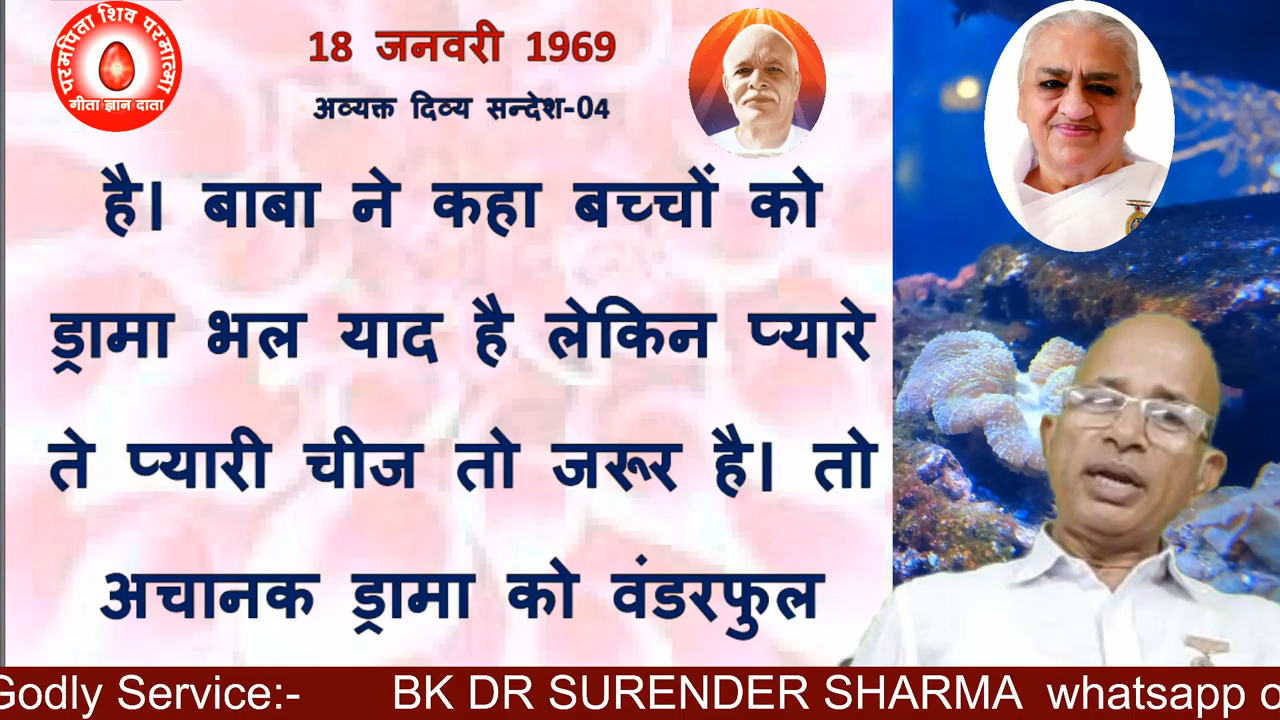 परमपिता शिव परमात्मा
गीता ज्ञान दाता
18 जनवरी 1969
अव्यक्त दिव्य सन्देश-04
है। बाबा ने कहा बच्चों को
ड्रामा भल याद है लेकिन प्यारे
ते प्यारी चीज तो जरूर है। तो
अचानक ड्रामा को वंडरफुल
Godly Service:- BK DR SURENDER SHARMA whatsapp